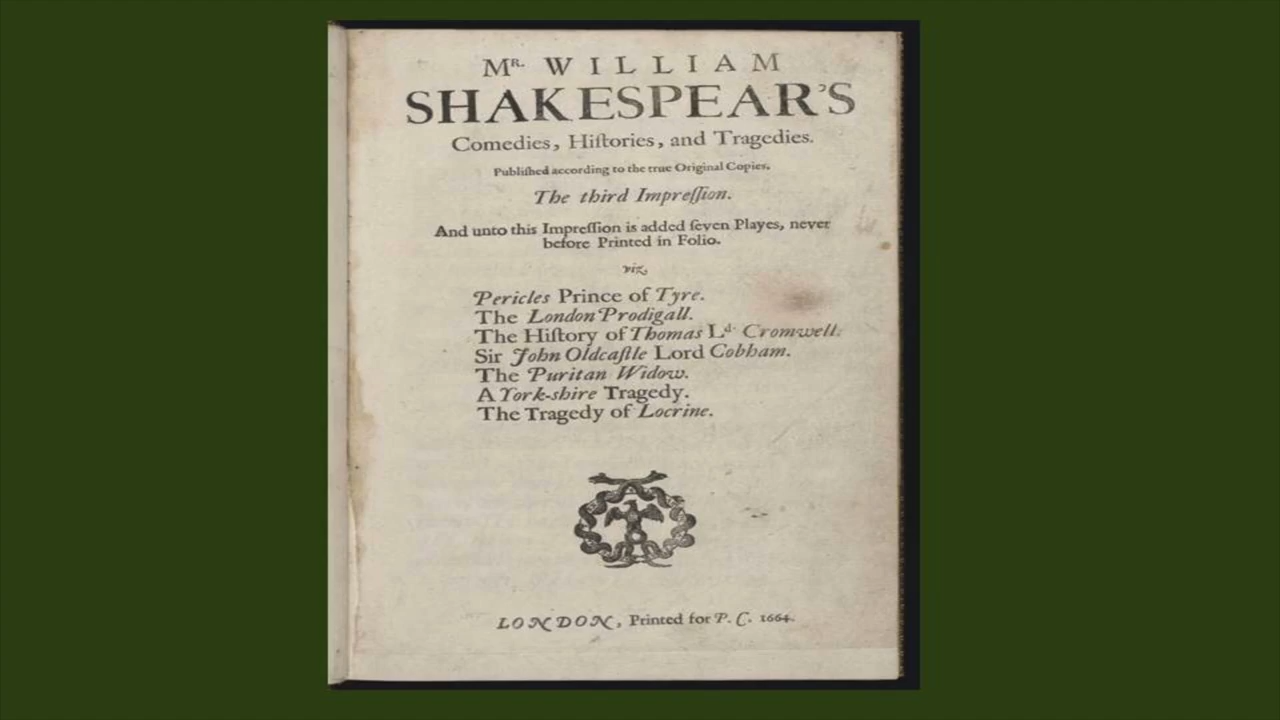 MR. WILLIAM
SHAKESPEAR'S
Comedies, Hiſtories, and Tragedies.
Publiſhed according to the true Original Copies.
The third Impreſſion.
And unto this Impreſſion is added ſeven Playes, never
before Printed in Folio.
viz.
Pericles Prince of Tyre.
The London Prodigall.
The Hiſtory of Thomas Ld. Cromwell.
Sir John Oldcaſtle Lord Cobham.
The Puritan Widow.
A York-shire Tragedy.
The Tragedy of Locrine.
LONDON, Printed for P. C. 1664.